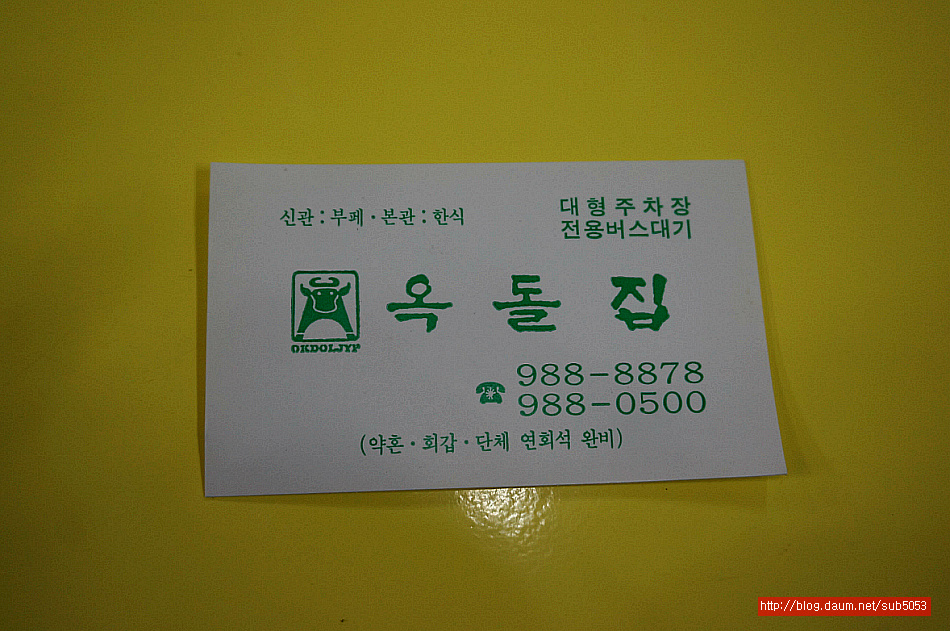 신관 : 부페 · 본관 : 한식
대형주차장
전용버스대기
옥돌집
OKDOLJYP
988-8878
988-0500
(약혼 · 회갑 · 단체 연회석 완비)
http://blog.daum.net/sub5053